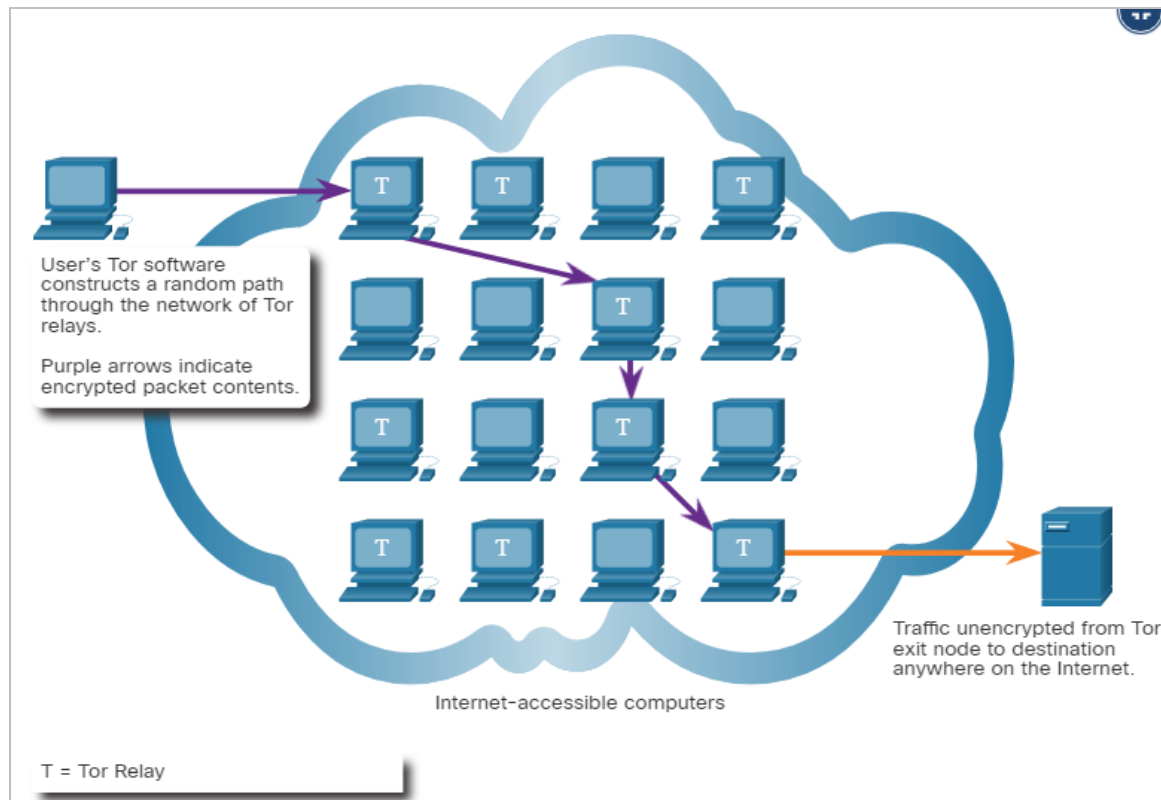 T T T
User's Tor software
constructs a random path
through the network of Tor
relays.
Purple arrows indicate
encrypted packet contents.
T
T T
T T T
Traffic unencrypted from Tor
exit node to destination
anywhere on the Internet.
Internet-accessible computers
T = Tor Relay